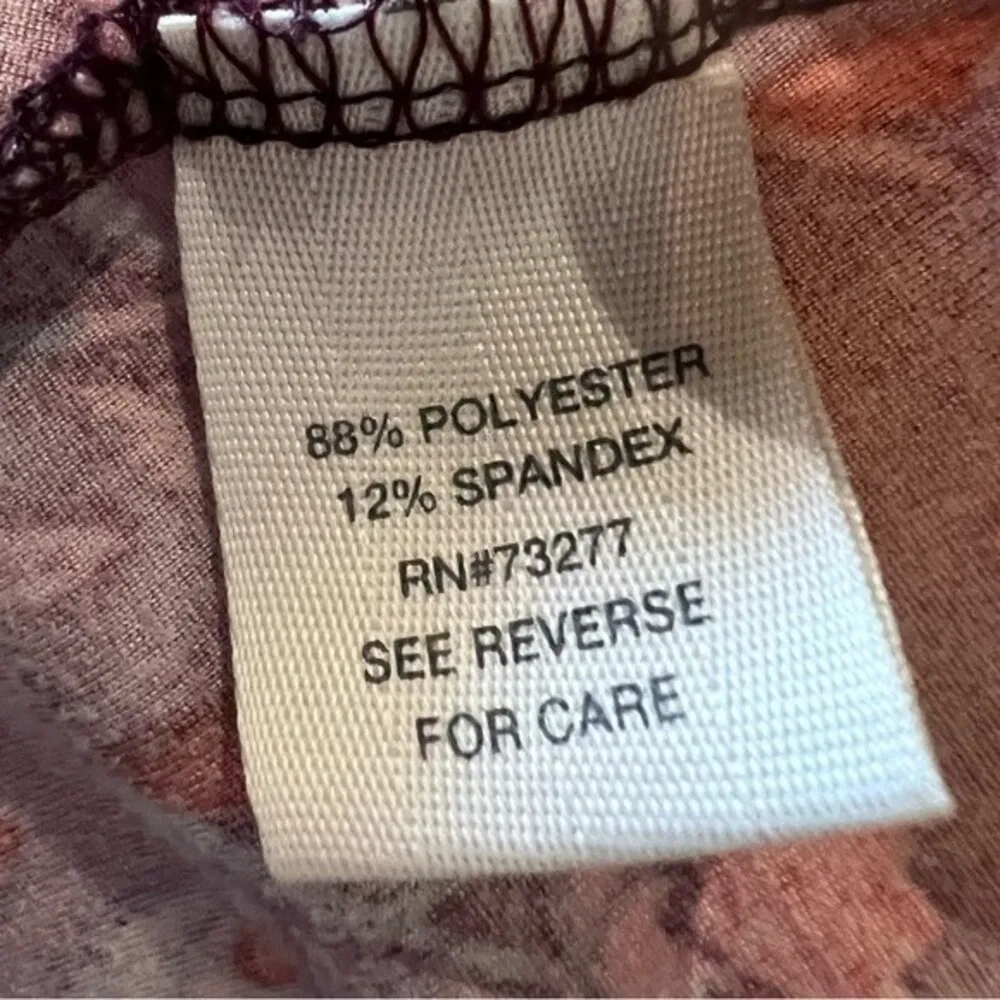 88% POLYESTER
12% SPANDEX
RN#73277
SEE REVERSE
FOR CARE